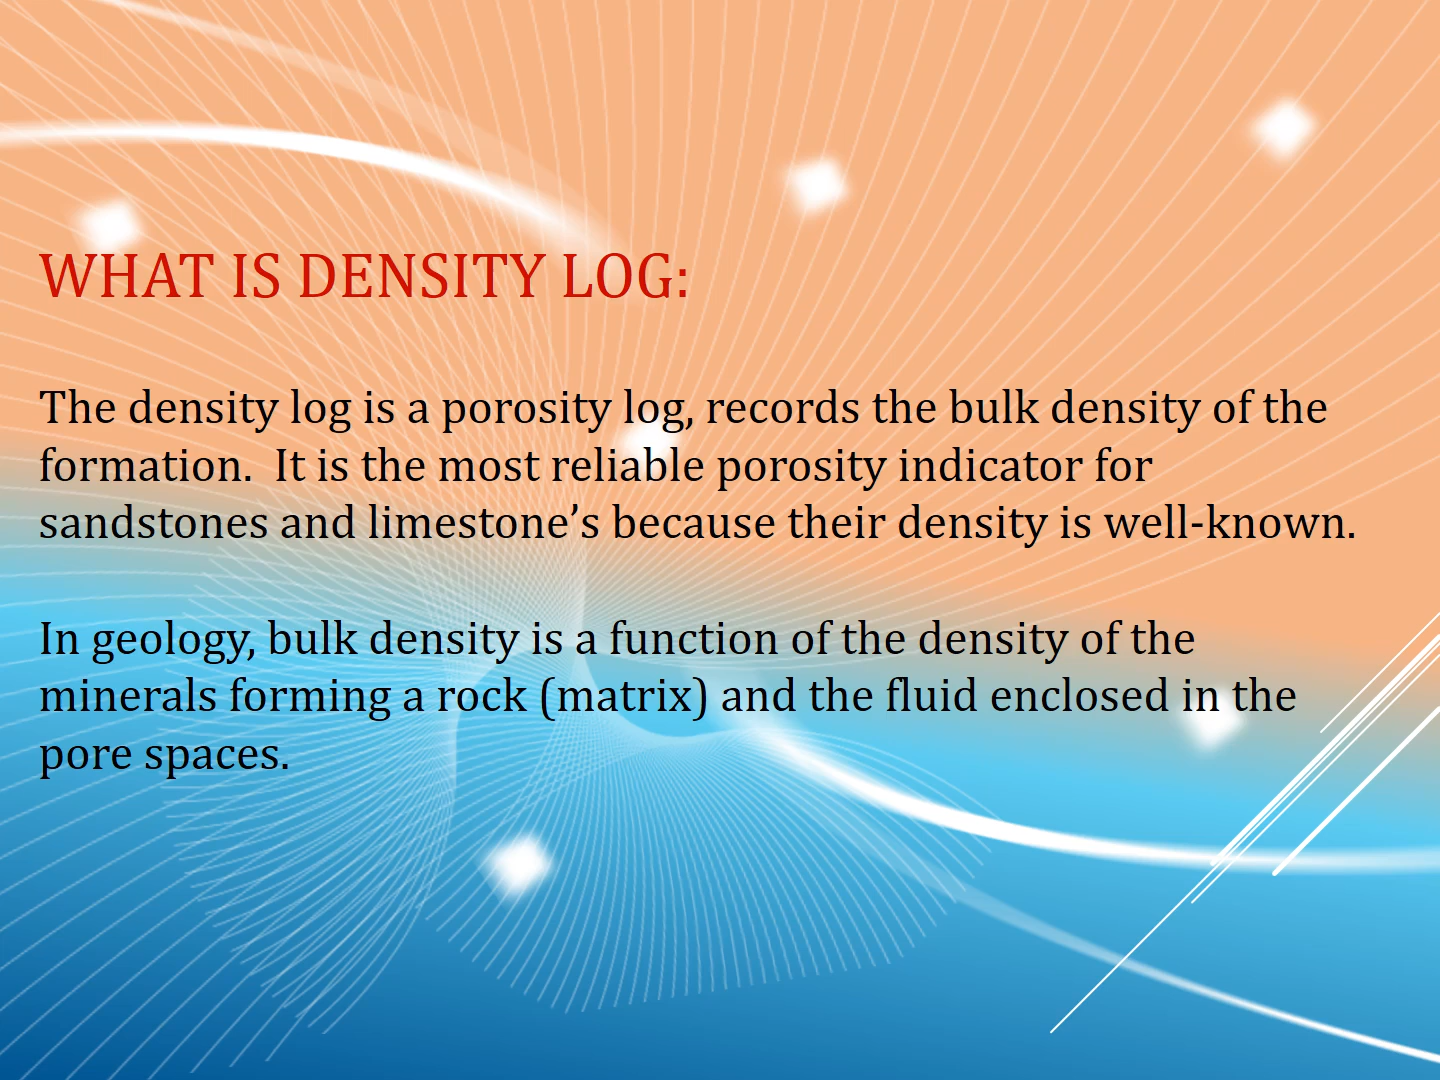 WHAT IS DENSITY LOG:
The density log is a porosity log, records the bulk density of the
formation.  It is the most reliable porosity indicator for
sandstones and limestone’s because their density is well-known.
In geology, bulk density is a function of the density of the
minerals forming a rock (matrix) and the fluid enclosed in the
pore spaces.